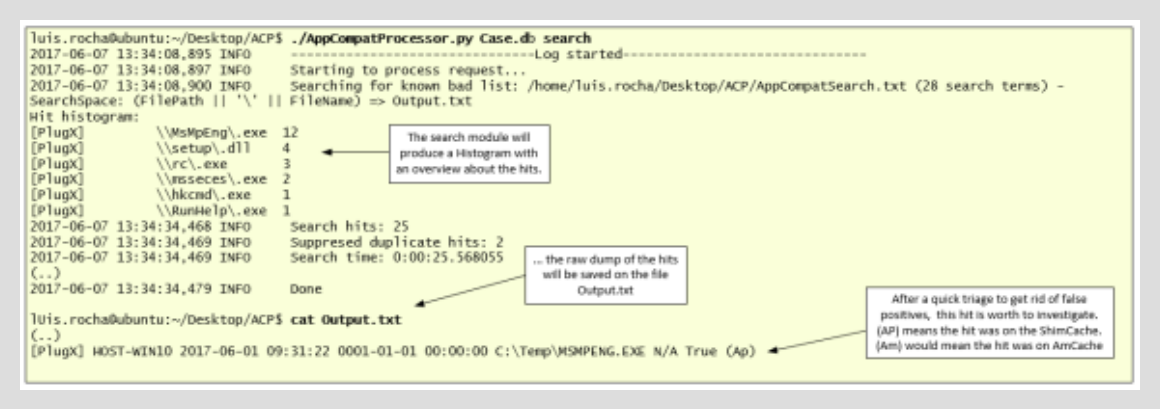 luis.rocha@ubuntu:~/Desktop/ACP$ ./AppCompatProcessor.py Case.db search
2017-06-07 13:34:08,895 INFO -------------------------------Log started-------------------------------
2017-06-07 13:34:08,897 INFO Starting to process request...
2017-06-07 13:34:08,900 INFO Searching for known bad list: /home/luis.rocha/Desktop/ACP/AppCompatSearch.txt (28 search terms) -
SearchSpace: (FilePath || '\' || FileName) => Output.txt
Hit histogram:
[PlugX] \\MsMpEng\.exe 12
[PlugX] \\setup\.dll 4
[PlugX] \\rc\.exe 3
[PlugX] \\msseces\.exe 2
[PlugX] \\hkcmd\.exe 1
[PlugX] \\RunHelp\.exe 1
The search module will
produce a Histogram with
an overview about the hits.
2017-06-07 13:34:34,468 INFO Search hits: 25
2017-06-07 13:34:34,469 INFO Suppresed duplicate hits: 2
2017-06-07 13:34:34,469 INFO Search time: 0:00:25.568055
(..)
2017-06-07 13:34:34,479 INFO Done
... the raw dump of the hits
will be saved on the file
Output.txt
luis.rocha@ubuntu:~/Desktop/ACP$ cat Output.txt
(..)
[PlugX] HOST-WIN10 2017-06-01 09:31:22 0001-01-01 00:00:00 C:\Temp\MSMPENG.EXE N/A True (Ap)
After a quick triage to get rid of false
positives, this hit is worth to investigate.
(AP) means the hit was on the ShimCache.
(Am) would mean the hit was on AmCache